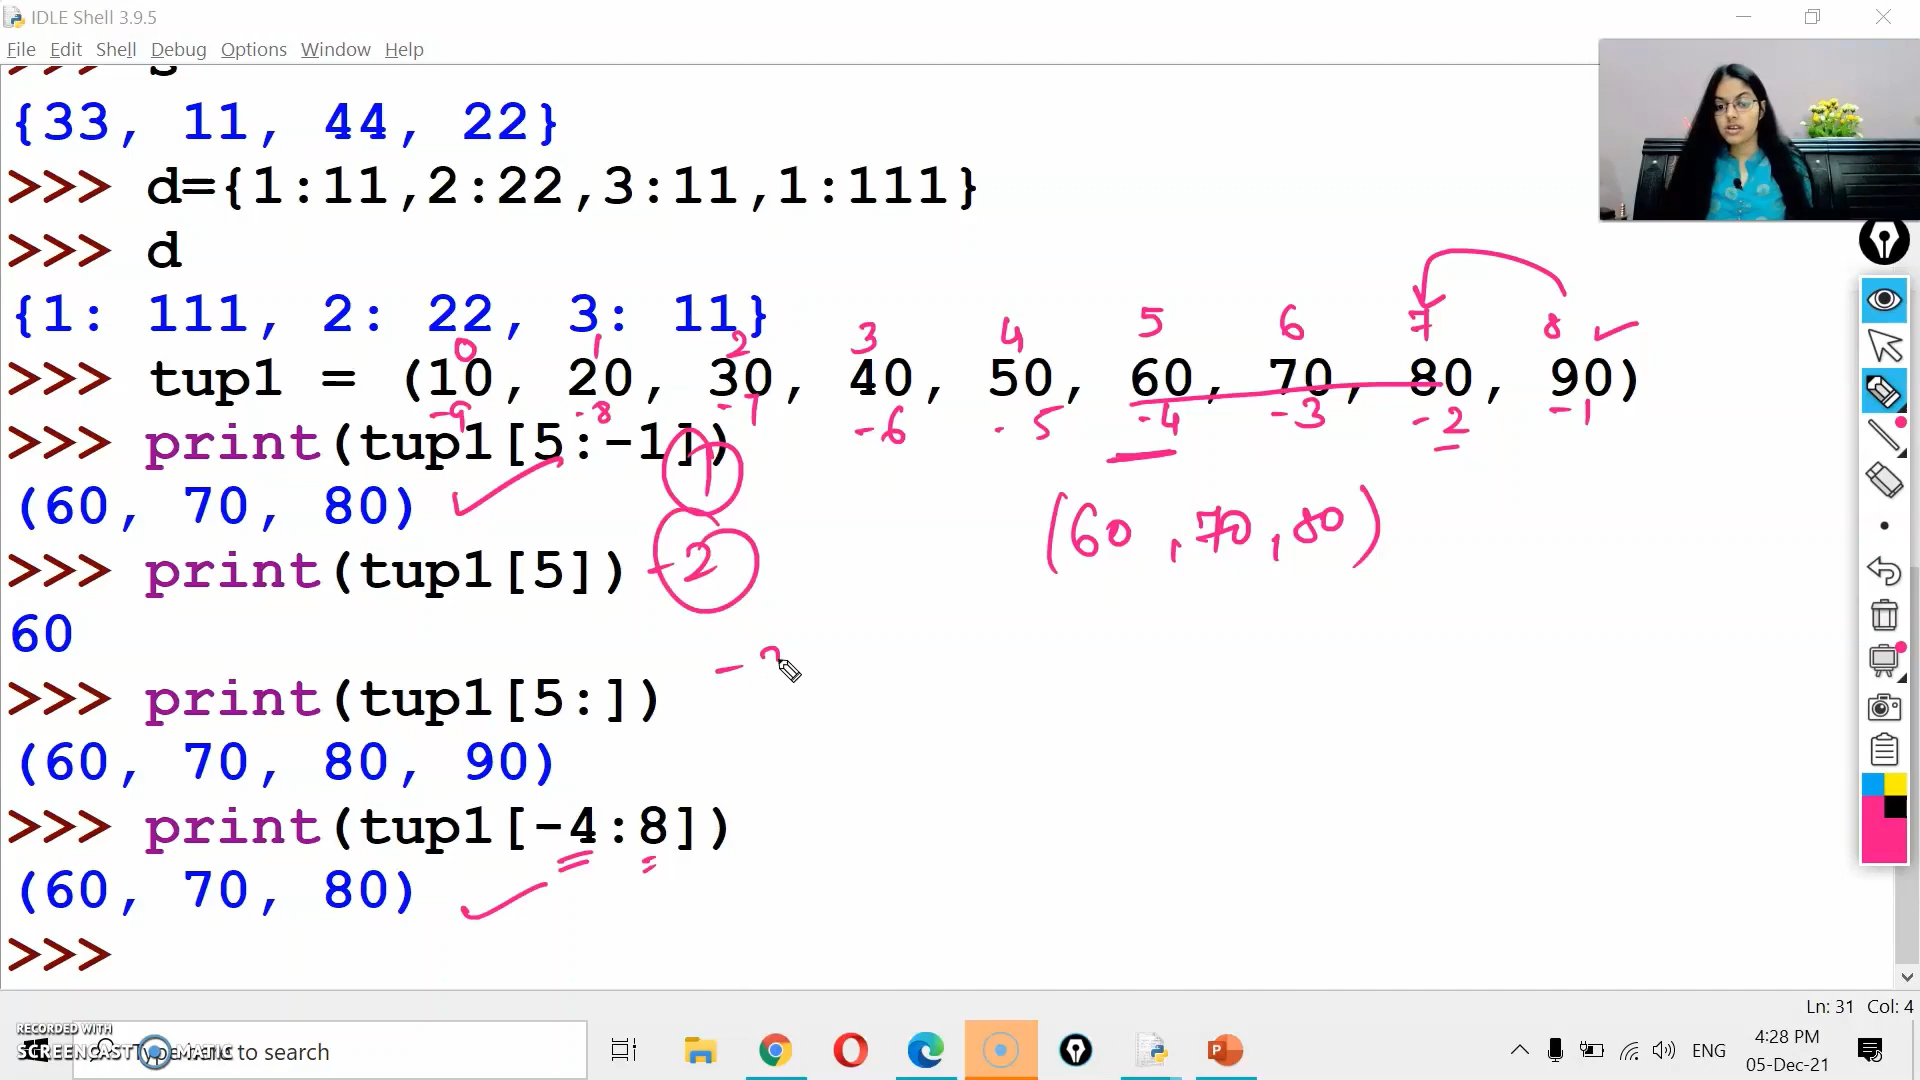 IDLE Shell 3.9.5
File Edit Shell Debug Options Window Help
{33, 11, 44, 22}
>>> d={1:11,2:22,3:11,1:111}
>>> d
{1: 111, 2: 22, 3: 11}
0 1 2 3 4 5 6 7 8
>>> tup1 = (10, 20, 30, 40, 50, 60, 70, 80, 90)
-9 -8 -7 -6 -5 -4 -3 -2 -1
>>> print(tup1[5:-1])
1
(60, 70, 80)
(60, 70, 80)
>>> print(tup1[5])
-2
60
>>> print(tup1[5:])
(60, 70, 80, 90)
>>> print(tup1[-4:8])
(60, 70, 80)
>>>
Ln: 31 Col: 4
RECORDED WITH
SCREENCAST MATIC
to search
ENG
4:28 PM
05-Dec-21